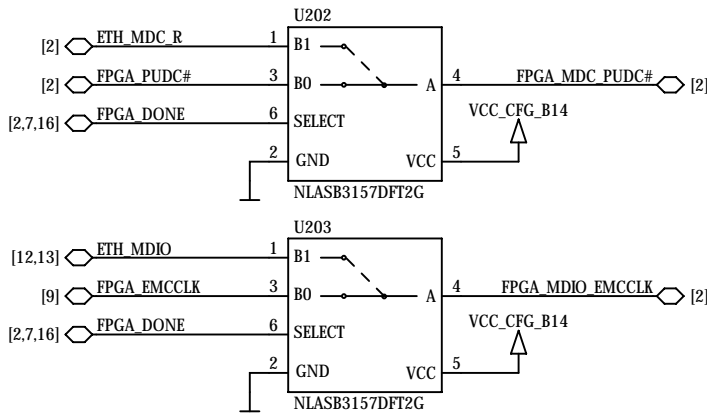 U202
[2] ETH_MDC_R 1 B1
[2] FPGA_PUDC# 3 B0 A 4 FPGA_MDC_PUDC# [2]
[2,7,16] FPGA_DONE 6 SELECT VCC_CFG_B14
2 GND VCC 5
NLASB3157DFT2G
U203
[12,13] ETH_MDIO 1 B1
[9] FPGA_EMCCLK 3 B0 A 4 FPGA_MDIO_EMCCLK [2]
[2,7,16] FPGA_DONE 6 SELECT VCC_CFG_B14
2 GND VCC 5
NLASB3157DFT2G